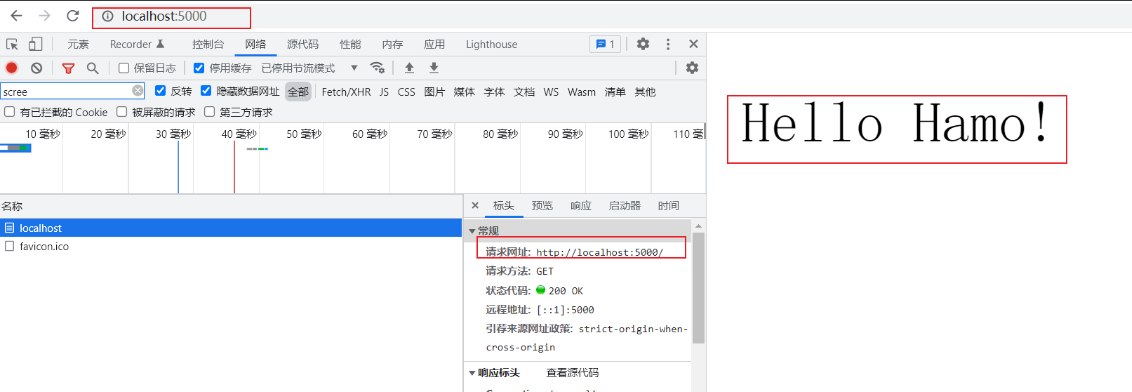 localhost:5000
元素 Recorder 控制台 网络 源代码 性能 内存 应用 Lighthouse 1
保留日志 停用缓存 已停用节流模式
scree 反转 隐藏数据网址 全部 Fetch/XHR JS CSS 图片 媒体 字体 文档 WS Wasm 清单 其他
有已拦截的 Cookie 被屏蔽的请求 第三方请求
10 毫秒 20 毫秒 30 毫秒 40 毫秒 50 毫秒 60 毫秒 70 毫秒 80 毫秒 90 毫秒 100 毫秒 110 毫
Hello Hamo!
名称
localhost
favicon.ico
标头 预览 响应 启动器 时间
常规
请求网址: http://localhost:5000/
请求方法: GET
状态代码: 200 OK
远程地址: [::1]:5000
引荐来源网址政策: strict-origin-when-
cross-origin
响应标头 查看源代码